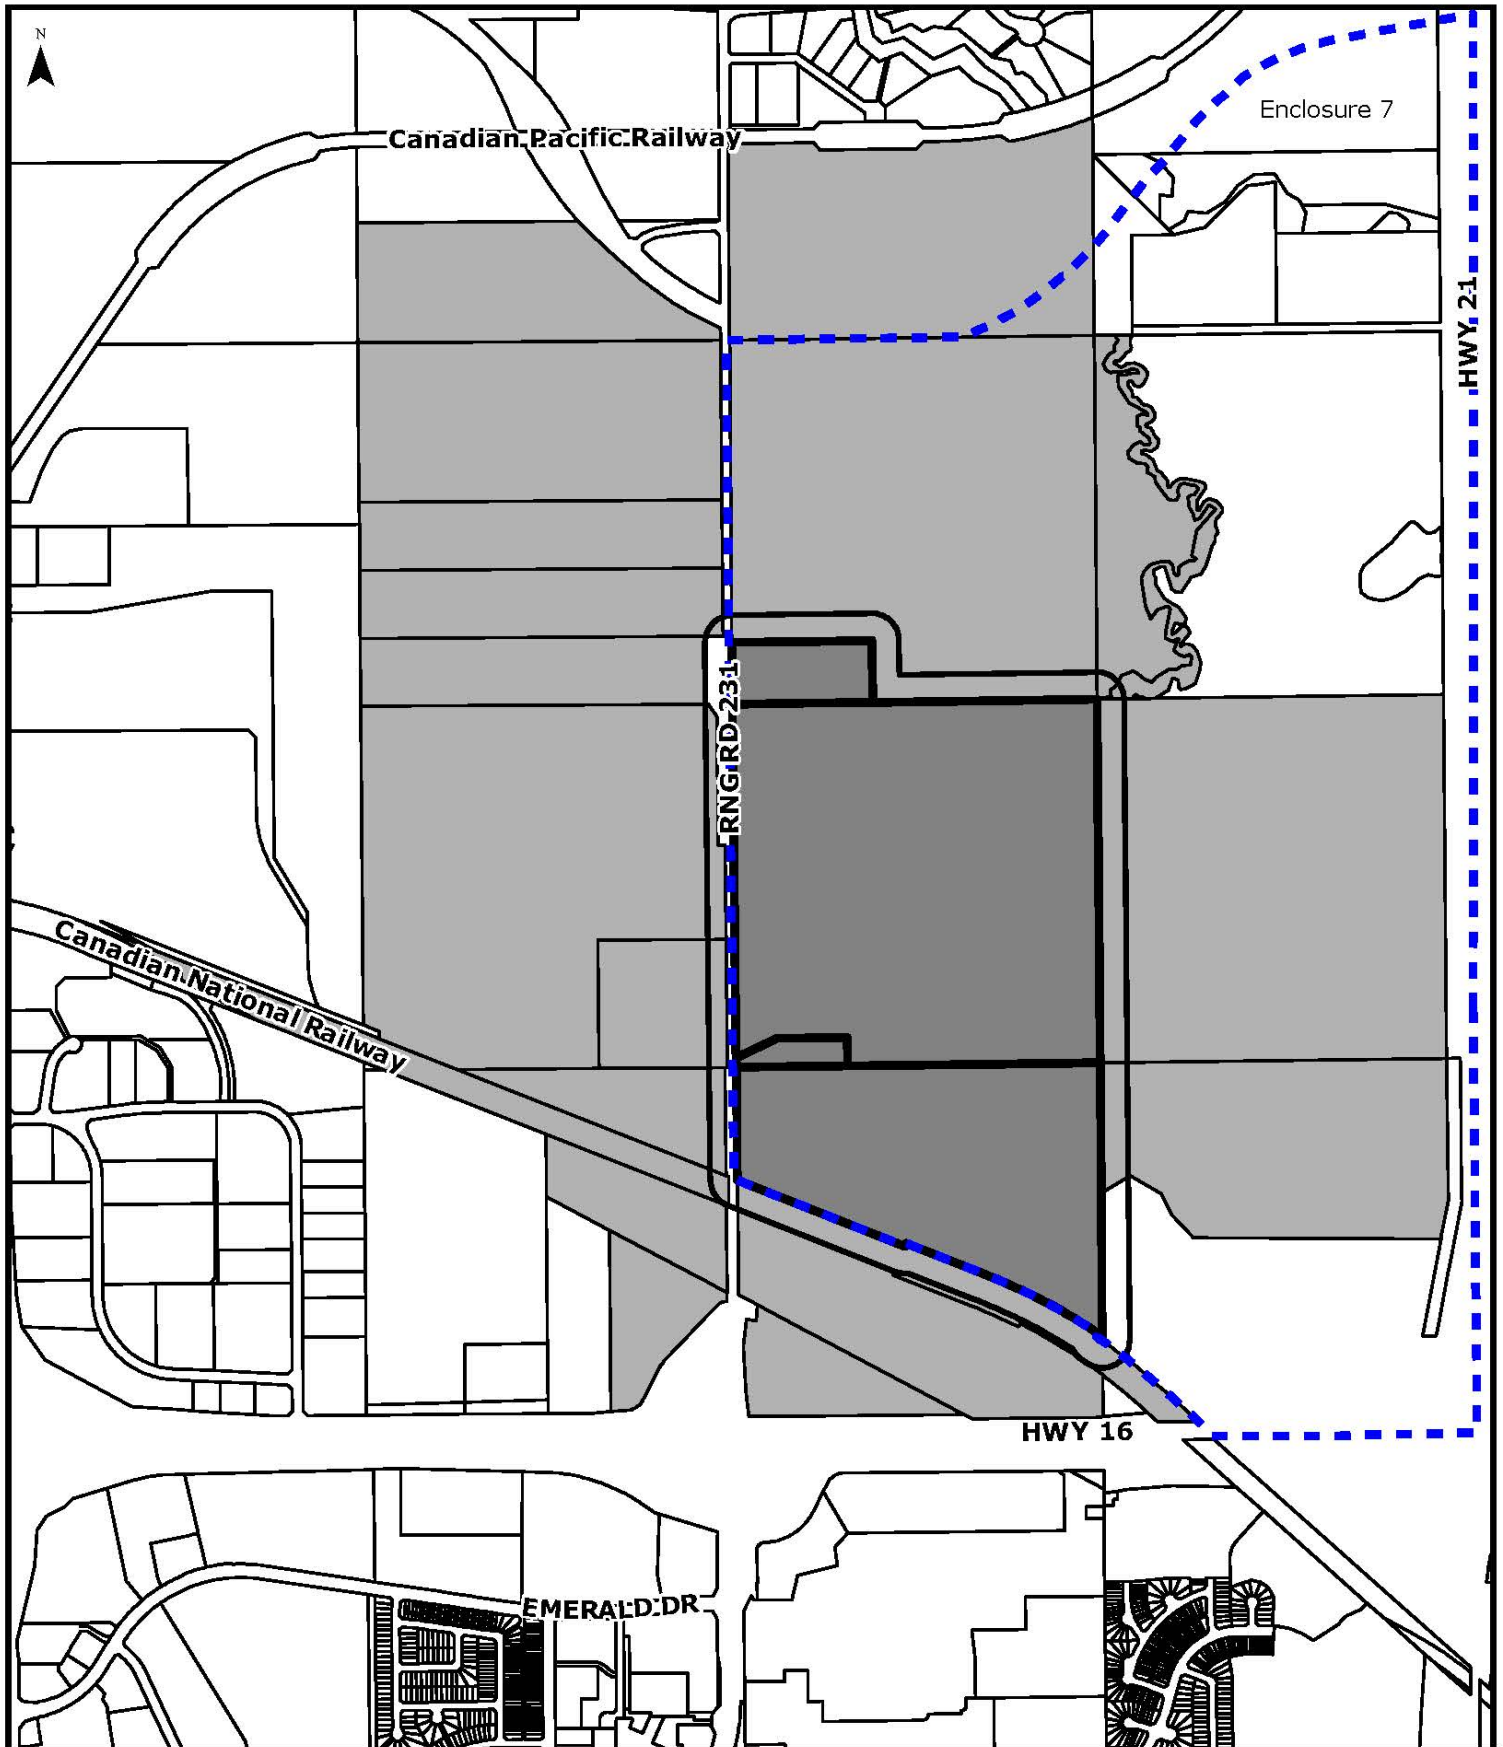 N
Enclosure 7
Canadian Pacific Railway
HWY 21
RNG RD 231
Canadian National Railway
HWY 16
EMERALD DR